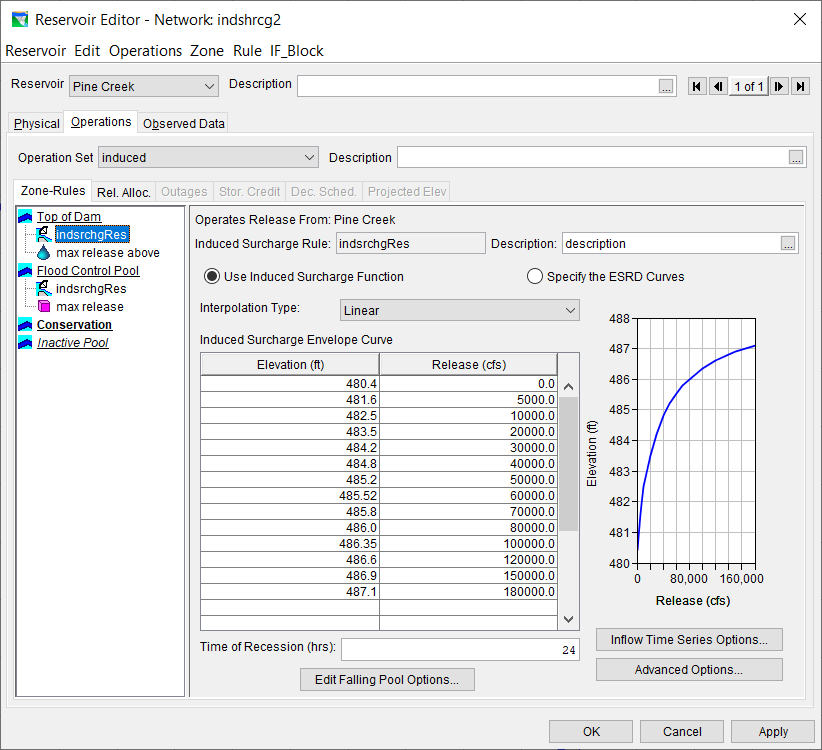 Reservoir Editor - Network: indshrcg2
Reservoir Edit Operations Zone Rule IF_Block
Reservoir Pine Creek Description ... 1 of 1
Physical Operations Observed Data
Operation Set induced Description ...
Zone-Rules Rel. Alloc. Outages Stor. Credit Dec. Sched. Projected Elev
Top of Dam
indsrchgRes
max release above
Flood Control Pool
indsrchgRes
max release
Conservation
Inactive Pool
Operates Release From: Pine Creek
Induced Surcharge Rule: indsrchgRes Description: description ...
Use Induced Surcharge Function Specify the ESRD Curves
Interpolation Type: Linear
Induced Surcharge Envelope Curve
Elevation (ft) Release (cfs)
480.4 0.0
481.6 5000.0
482.5 10000.0
483.5 20000.0
484.2 30000.0
484.8 40000.0
485.2 50000.0
485.52 60000.0
485.8 70000.0
486.0 80000.0
486.35 100000.0
486.6 120000.0
486.9 150000.0
487.1 180000.0
Time of Recession (hrs): 24
Edit Falling Pool Options...
488
487
486
485
484
483
482
481
480
Elevation (ft)
0 80,000 160,000
Release (cfs)
Inflow Time Series Options...
Advanced Options...
OK Cancel Apply